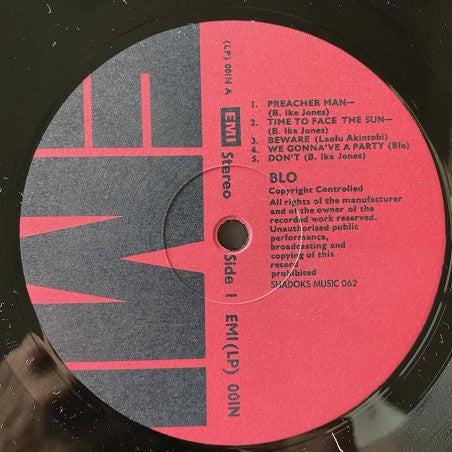 EMI
(LP) 001N A
EMI
Stereo
Side 1
EMI(LP) 001N
1. PREACHER MAN—
(B. Ike Jones)
2. TIME TO FACE THE SUN—
(B. Ike Jones)
3. BEWARE (Laolu Akintobi)
4. WE GONNA'VE A PARTY (Blo)
5. DON'T (B. Ike Jones)
BLO
Copyright Controlled
All rights of the manufacturer
and of the owner of the
recorded work reserved.
Unauthorised public
performance,
broadcasting and
copying of this
record
prohibited
SHADOKS MUSIC 062